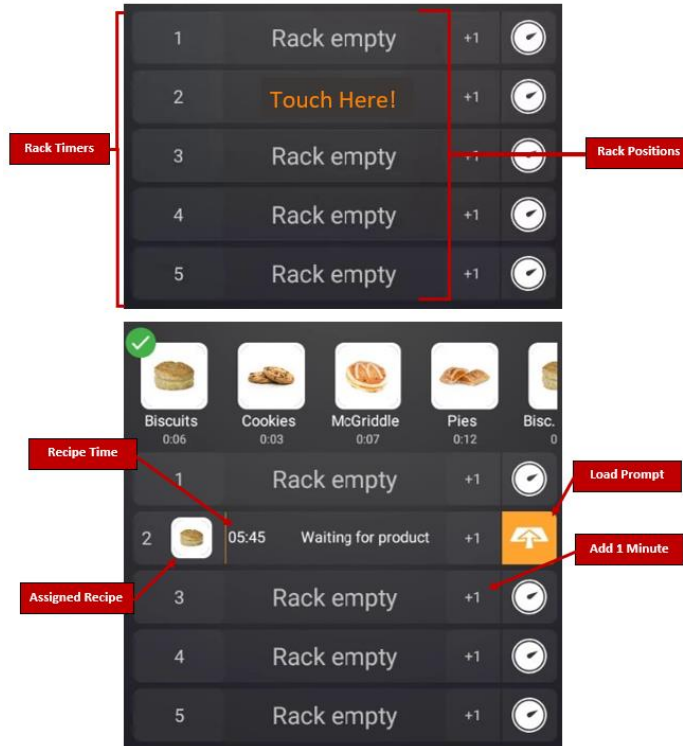 1 Rack empty +1
2 Touch Here! +1
Rack Timers
3 Rack empty +1
Rack Positions
4 Rack empty +1
5 Rack empty +1
Biscuits Cookies McGriddle Pies Bisc.
0:06 0:03 0:07 0:12 0
Recipe Time
1 Rack empty +1
Load Prompt
2 05:45 Waiting for product +1
Add 1 Minute
Assigned Recipe
3 Rack empty +1
4 Rack empty +1
5 Rack empty +1